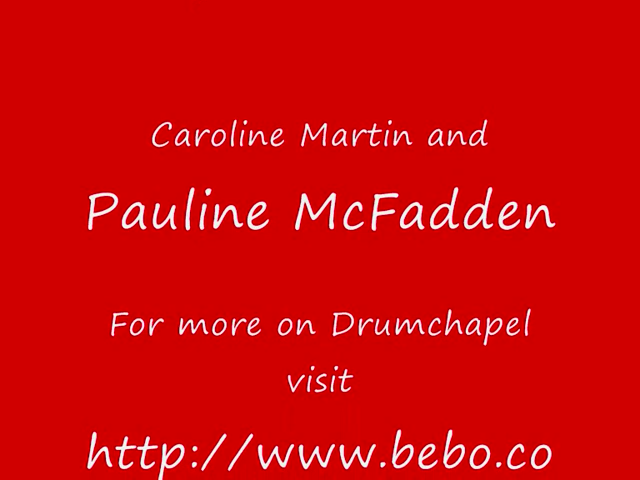 Caroline Martin and
Pauline McFadden
For more on Drumchapel
visit
http://www.bebo.co